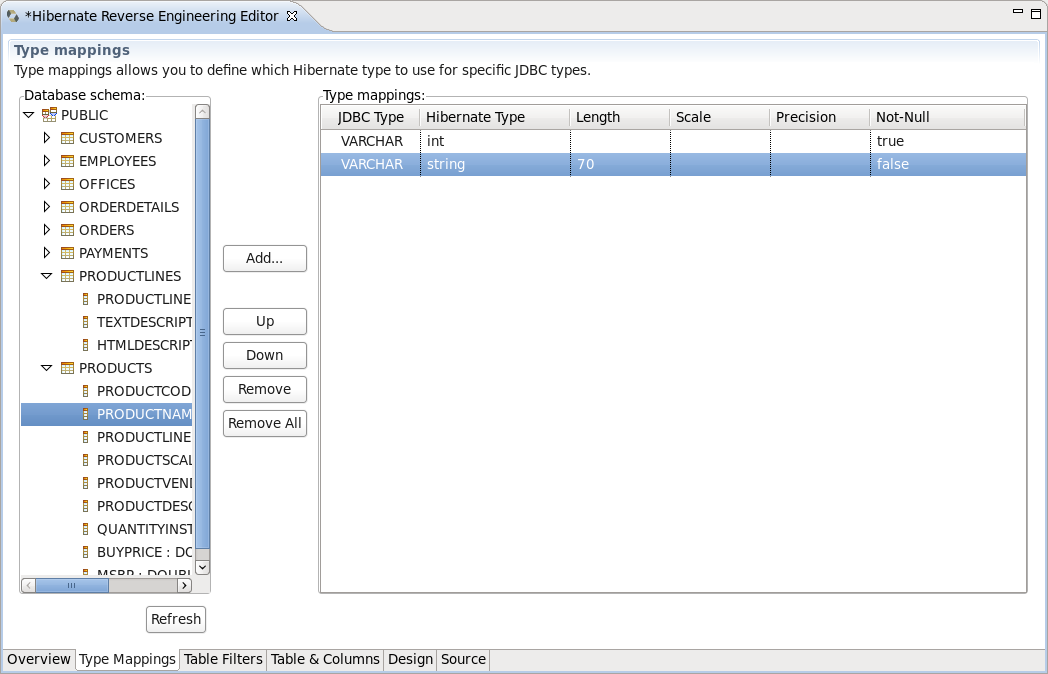 *Hibernate Reverse Engineering Editor
Type mappings
Type mappings allows you to define which Hibernate type to use for specific JDBC types.
Database schema:
PUBLIC
CUSTOMERS
EMPLOYEES
OFFICES
ORDERDETAILS
ORDERS
PAYMENTS
PRODUCTLINES
PRODUCTLINE
TEXTDESCRIPT
HTMLDESCRIPT
PRODUCTS
PRODUCTCOD
PRODUCTNAM
PRODUCTLINE
PRODUCTSCAL
PRODUCTVEND
PRODUCTDESC
QUANTITYINST
BUYPRICE : DO
MSRP : DOUBL
Refresh
Add...
Up
Down
Remove
Remove All
Type mappings:
JDBC Type Hibernate Type Length Scale Precision Not-Null
VARCHAR int true
VARCHAR string 70 false
Overview Type Mappings Table Filters Table & Columns Design Source